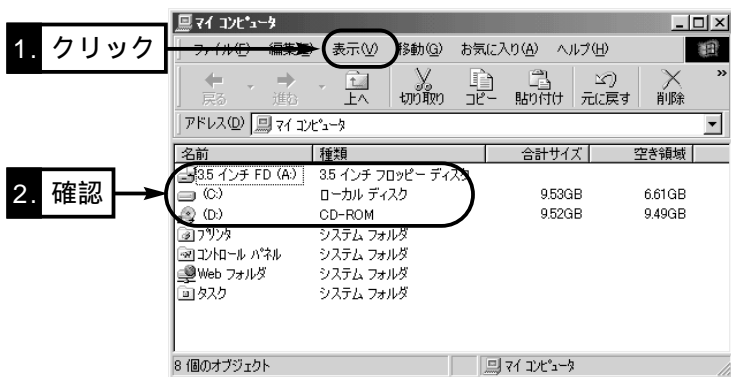 マイ コンピュータ
1. クリック
ファイル(F) 編集(E) 表示(V) 移動(G) お気に入り(A) ヘルプ(H)
戻る 進む 上へ 切り取り コピー 貼り付け 元に戻す 削除 »
アドレス(D) マイ コンピュータ
名前 種類 合計サイズ 空き領域
2. 確認
3.5 インチ FD (A:) 3.5 インチ フロッピー ディスク
(C:) ローカル ディスク 9.53GB 6.61GB
(D:) CD-ROM 9.52GB 9.49GB
プリンタ システム フォルダ
コントロール パネル システム フォルダ
Web フォルダ システム フォルダ
タスク システム フォルダ
8 個のオブジェクト マイ コンピュータ